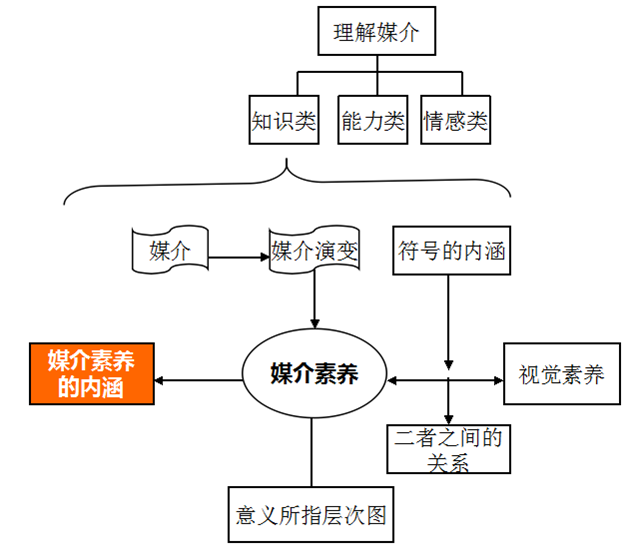 理解媒介
知识类
能力类
情感类
媒介
媒介演变
符号的内涵
媒介素养
的内涵
媒介素养
视觉素养
二者之间的
关系
意义所指层次图